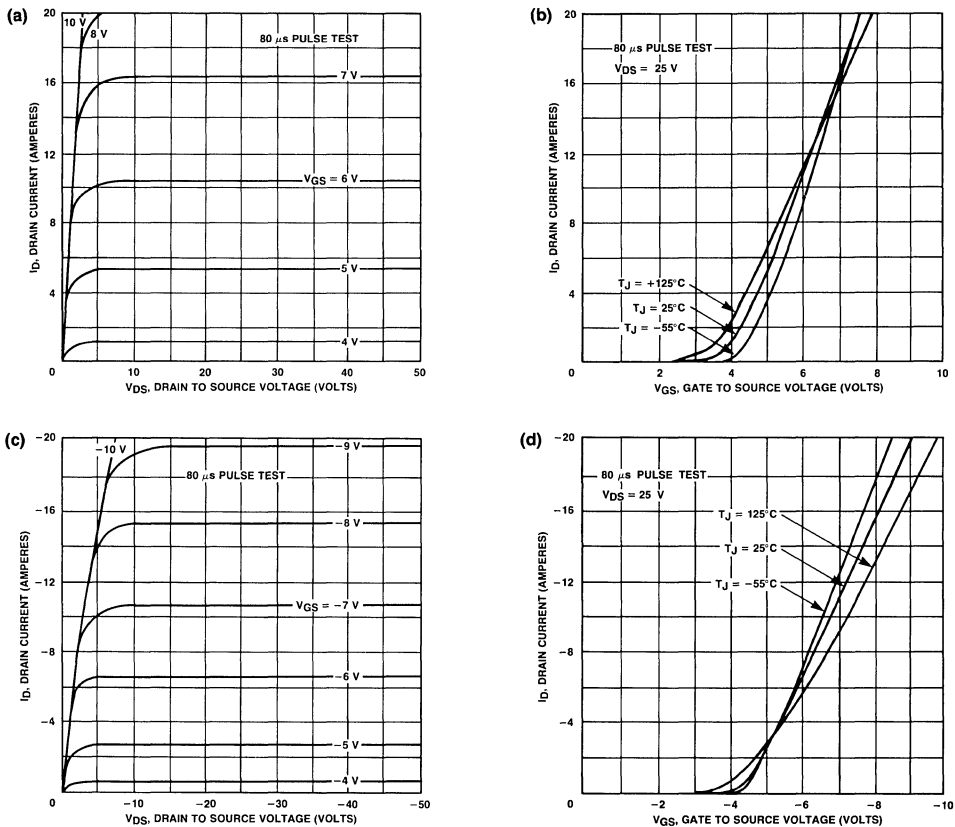 (a)
10 V
8 V
80 μs PULSE TEST
7 V
VGS = 6 V
5 V
4 V
20
16
12
8
4
0
0
10
20
30
40
50
ID, DRAIN CURRENT (AMPERES)
VDS, DRAIN TO SOURCE VOLTAGE (VOLTS)
(b)
80 μs PULSE TEST
VDS = 25 V
TJ = +125°C
TJ = 25°C
TJ = −55°C
20
16
12
8
4
0
2
4
6
8
10
ID, DRAIN CURRENT (AMPERES)
VGS, GATE TO SOURCE VOLTAGE (VOLTS)
(c)
−10 V
−9 V
80 μs PULSE TEST
−8 V
VGS = −7 V
−6 V
−5 V
−4 V
−20
−16
−12
−8
−4
0
0
−10
−20
−30
−40
−50
ID, DRAIN CURRENT (AMPERES)
VDS, DRAIN TO SOURCE VOLTAGE (VOLTS)
(d)
80 μs PULSE TEST
VDS = 25 V
TJ = 125°C
TJ = 25°C
TJ = −55°C
−20
−16
−12
−8
−4
0
−2
−4
−6
−8
−10
ID, DRAIN CURRENT (AMPERES)
VGS, GATE TO SOURCE VOLTAGE (VOLTS)